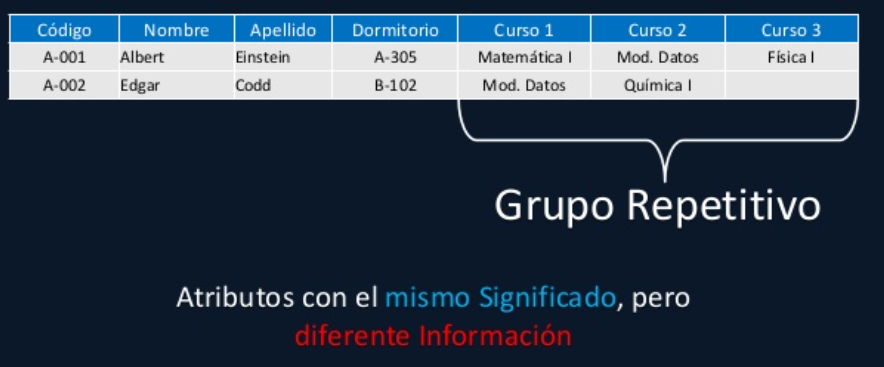 Código Nombre Apellido Dormitorio Curso 1 Curso 2 Curso 3
A-001 Albert Einstein A-305 Matemática I Mod. Datos Física I
A-002 Edgar Codd B-102 Mod. Datos Química I
Grupo Repetitivo
Atributos con el mismo Significado, pero
diferente Información